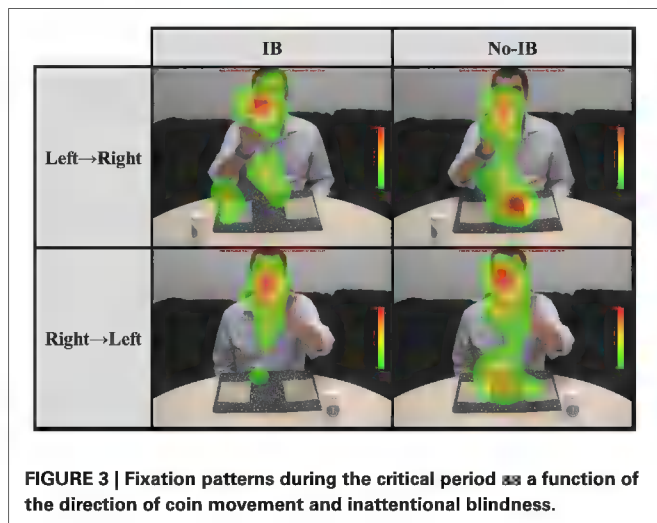 IB
No-IB
Left→Right
Right→Left
FIGURE 3 | Fixation patterns during the critical period a function of
the direction of coin movement and inattentional blindness.